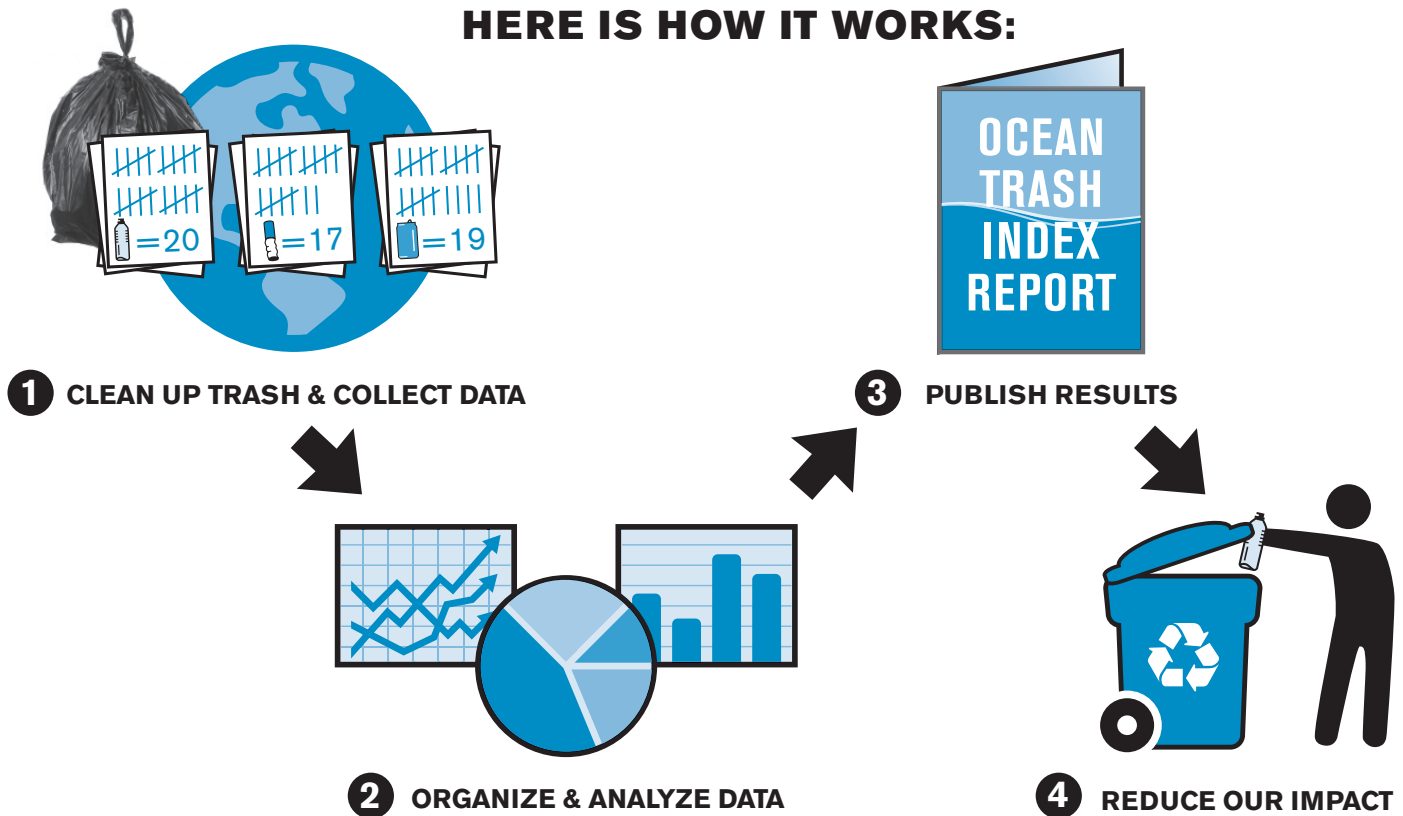 HERE IS HOW IT WORKS:
=20
=17
=19
1 CLEAN UP TRASH & COLLECT DATA
2 ORGANIZE & ANALYZE DATA
OCEAN
TRASH
INDEX
REPORT
3 PUBLISH RESULTS
4 REDUCE OUR IMPACT